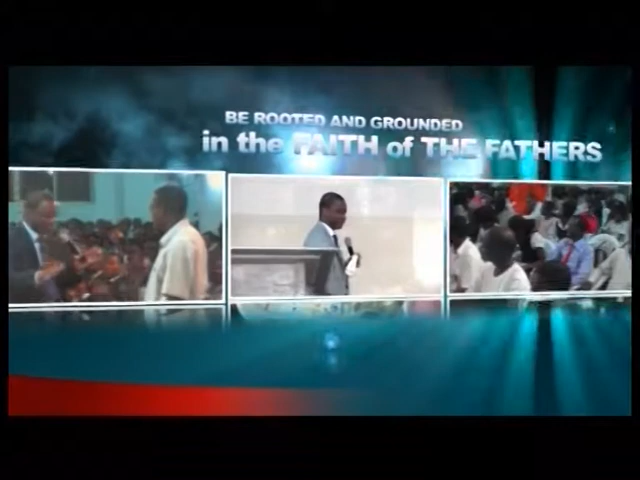 BE ROOTED AND GROUNDED
in the FAITH of THE FATHERS